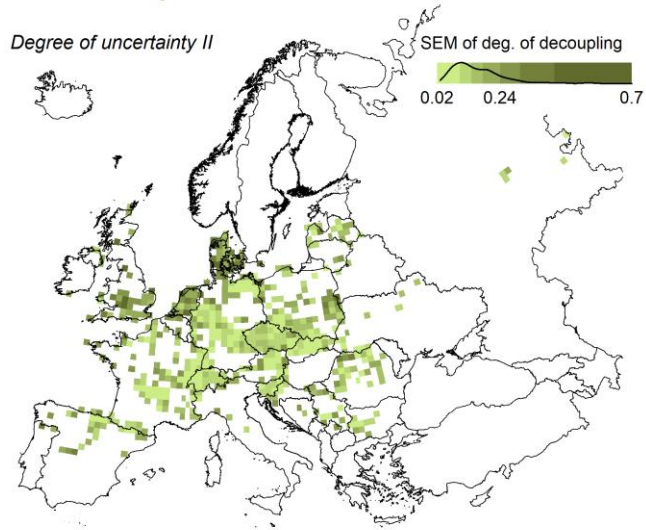 Degree of uncertainty II
SEM of deg. of decoupling
0.02 0.24 0.7